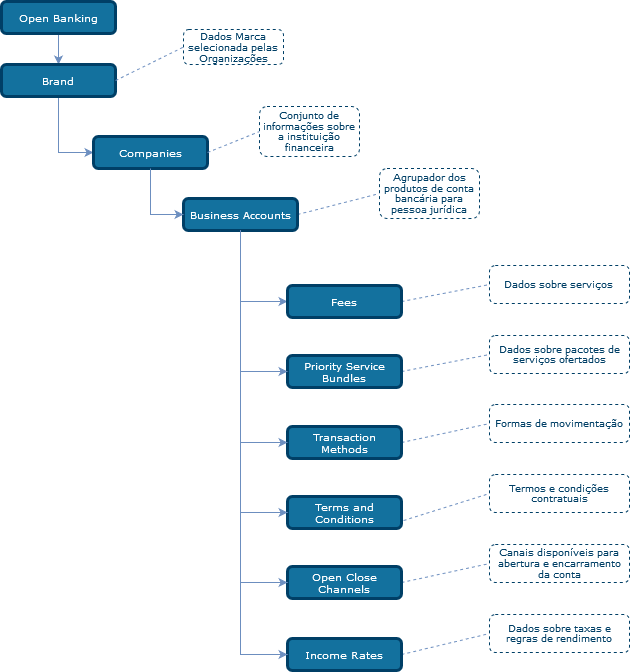 Open Banking
Dados Marca
selecionada pelas
Organizações
Brand
Conjunto de
informações sobre
a instituição
financeira
Companies
Agrupador dos
produtos de conta
bancária para
pessoa jurídica
Business Accounts
Fees
Dados sobre serviços
Priority Service
Bundles
Dados sobre pacotes de
serviços ofertados
Transaction
Methods
Formas de movimentação
Terms and
Conditions
Termos e condições
contratuais
Open Close
Channels
Canais disponíveis para
abertura e encarramento
da conta
Income Rates
Dados sobre taxas e
regras de rendimento